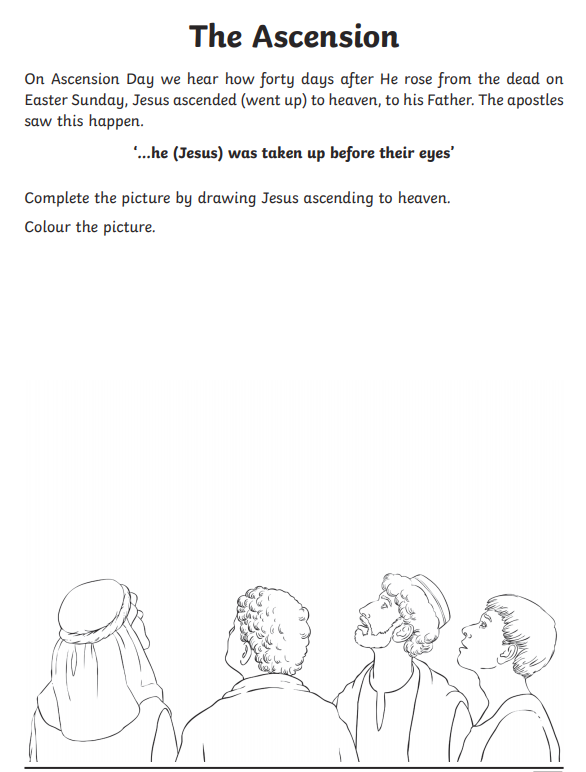 The Ascension
On Ascension Day we hear how forty days after He rose from the dead on
Easter Sunday, Jesus ascended (went up) to heaven, to his Father. The apostles
saw this happen.
‘...he (Jesus) was taken up before their eyes’
Complete the picture by drawing Jesus ascending to heaven.
Colour the picture.